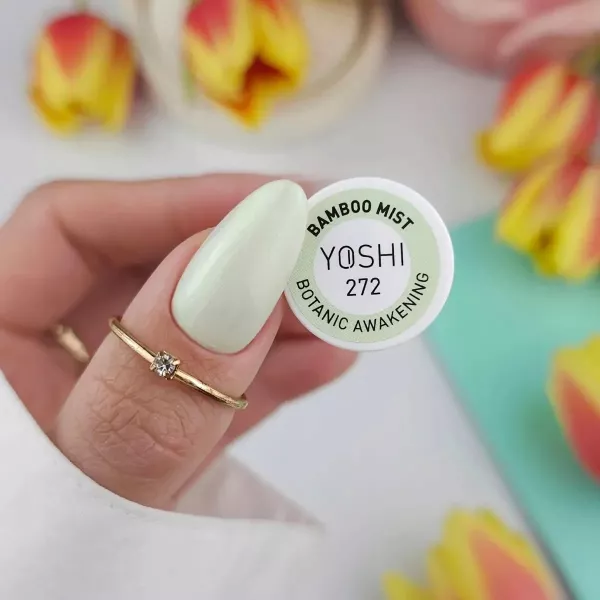 BAMBOO MIST
YOSHI
272
BOTANIC AWAKENING